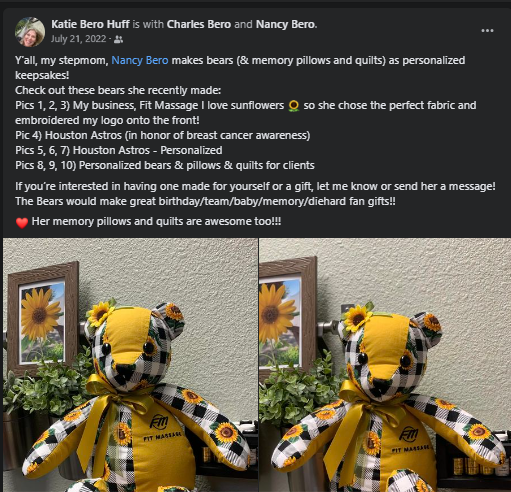 Katie Bero Huff is with Charles Bero and Nancy Bero.
July 21, 2022 ·
Y'all, my stepmom, Nancy Bero makes bears (& memory pillows and quilts) as personalized
keepsakes!
Check out these bears she recently made:
Pics 1, 2, 3) My business, Fit Massage I love sunflowers 🌻 so she chose the perfect fabric and
embroidered my logo onto the front!
Pic 4) Houston Astros (in honor of breast cancer awareness)
Pics 5, 6, 7) Houston Astros - Personalized
Pics 8, 9, 10) Personalized bears & pillows & quilts for clients
If you're interested in having one made for yourself or a gift, let me know or send her a message!
The Bears would make great birthday/team/baby/memory/diehard fan gifts!!
❤️ Her memory pillows and quilts are awesome too!!!
FIT MASSAGE
FIT MASSAGE